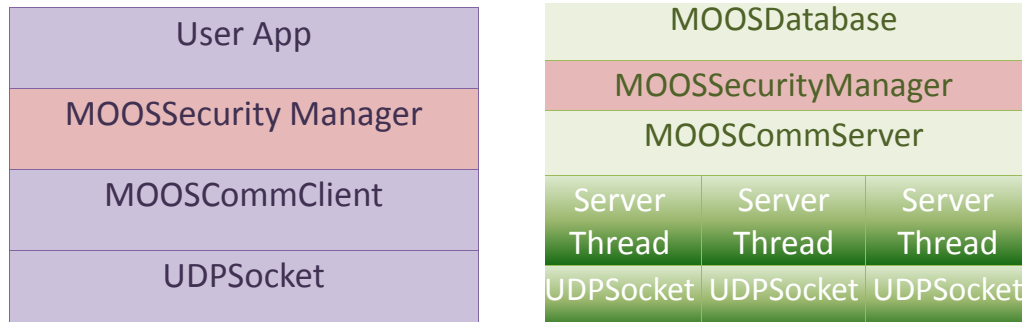 User App
MOOSSecurity Manager
MOOSCommClient
UDPSocket
MOOSDatabase
MOOSSecurityManager
MOOSCommServer
Server Server Server
Thread Thread Thread
UDPSocket UDPSocket UDPSocket